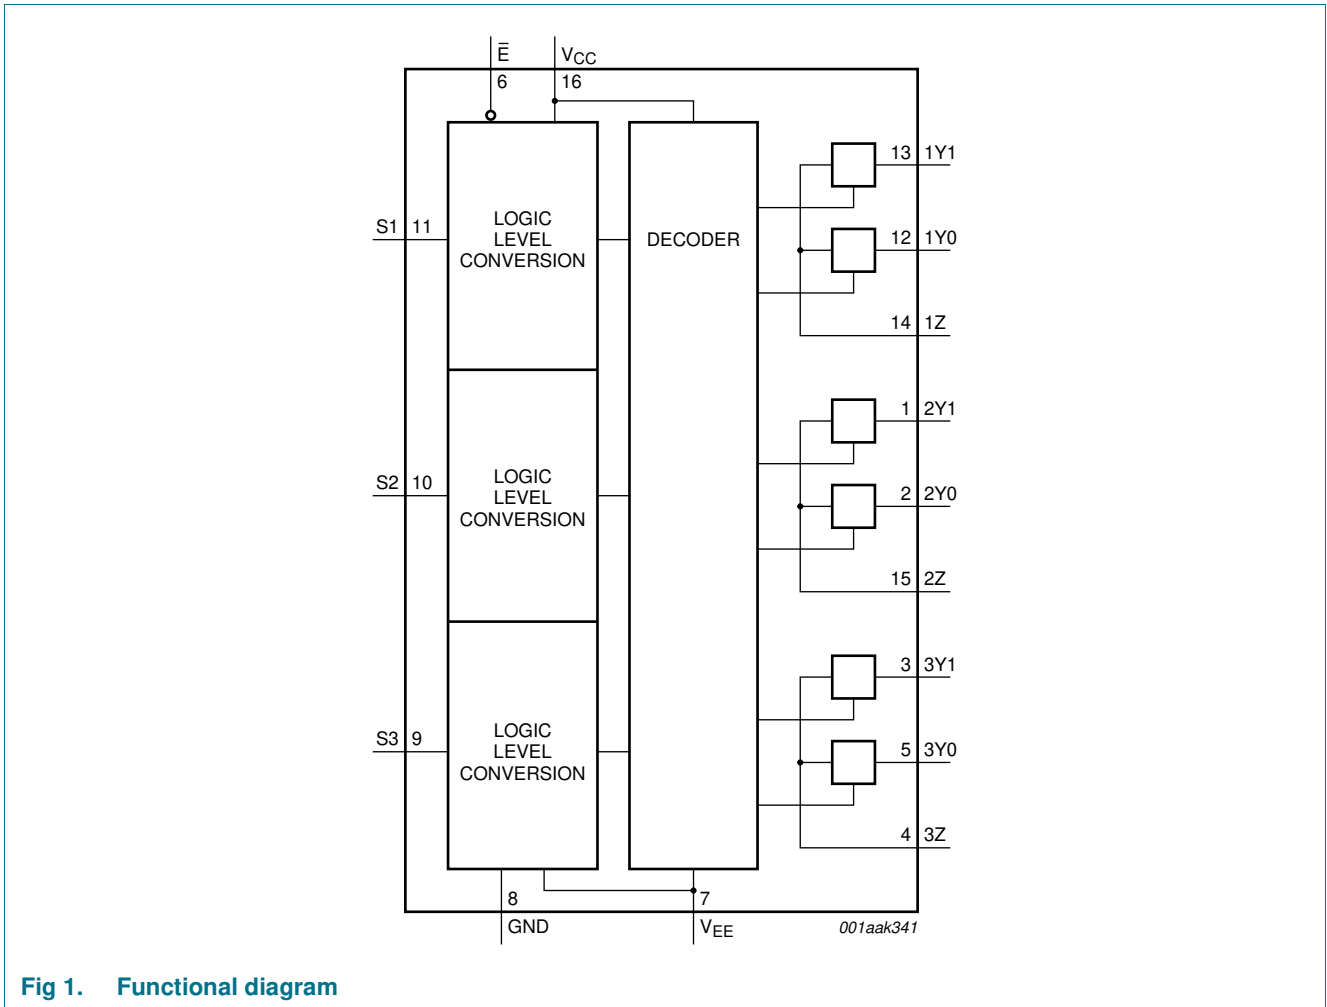 E̅ VCC
6 16
13 1Y1
S1 11
LOGIC
LEVEL
CONVERSION
DECODER
12 1Y0
14 1Z
1 2Y1
S2 10
LOGIC
LEVEL
CONVERSION
2 2Y0
15 2Z
3 3Y1
S3 9
LOGIC
LEVEL
CONVERSION
5 3Y0
4 3Z
8 7
GND VEE 001aak341
Fig 1. Functional diagram